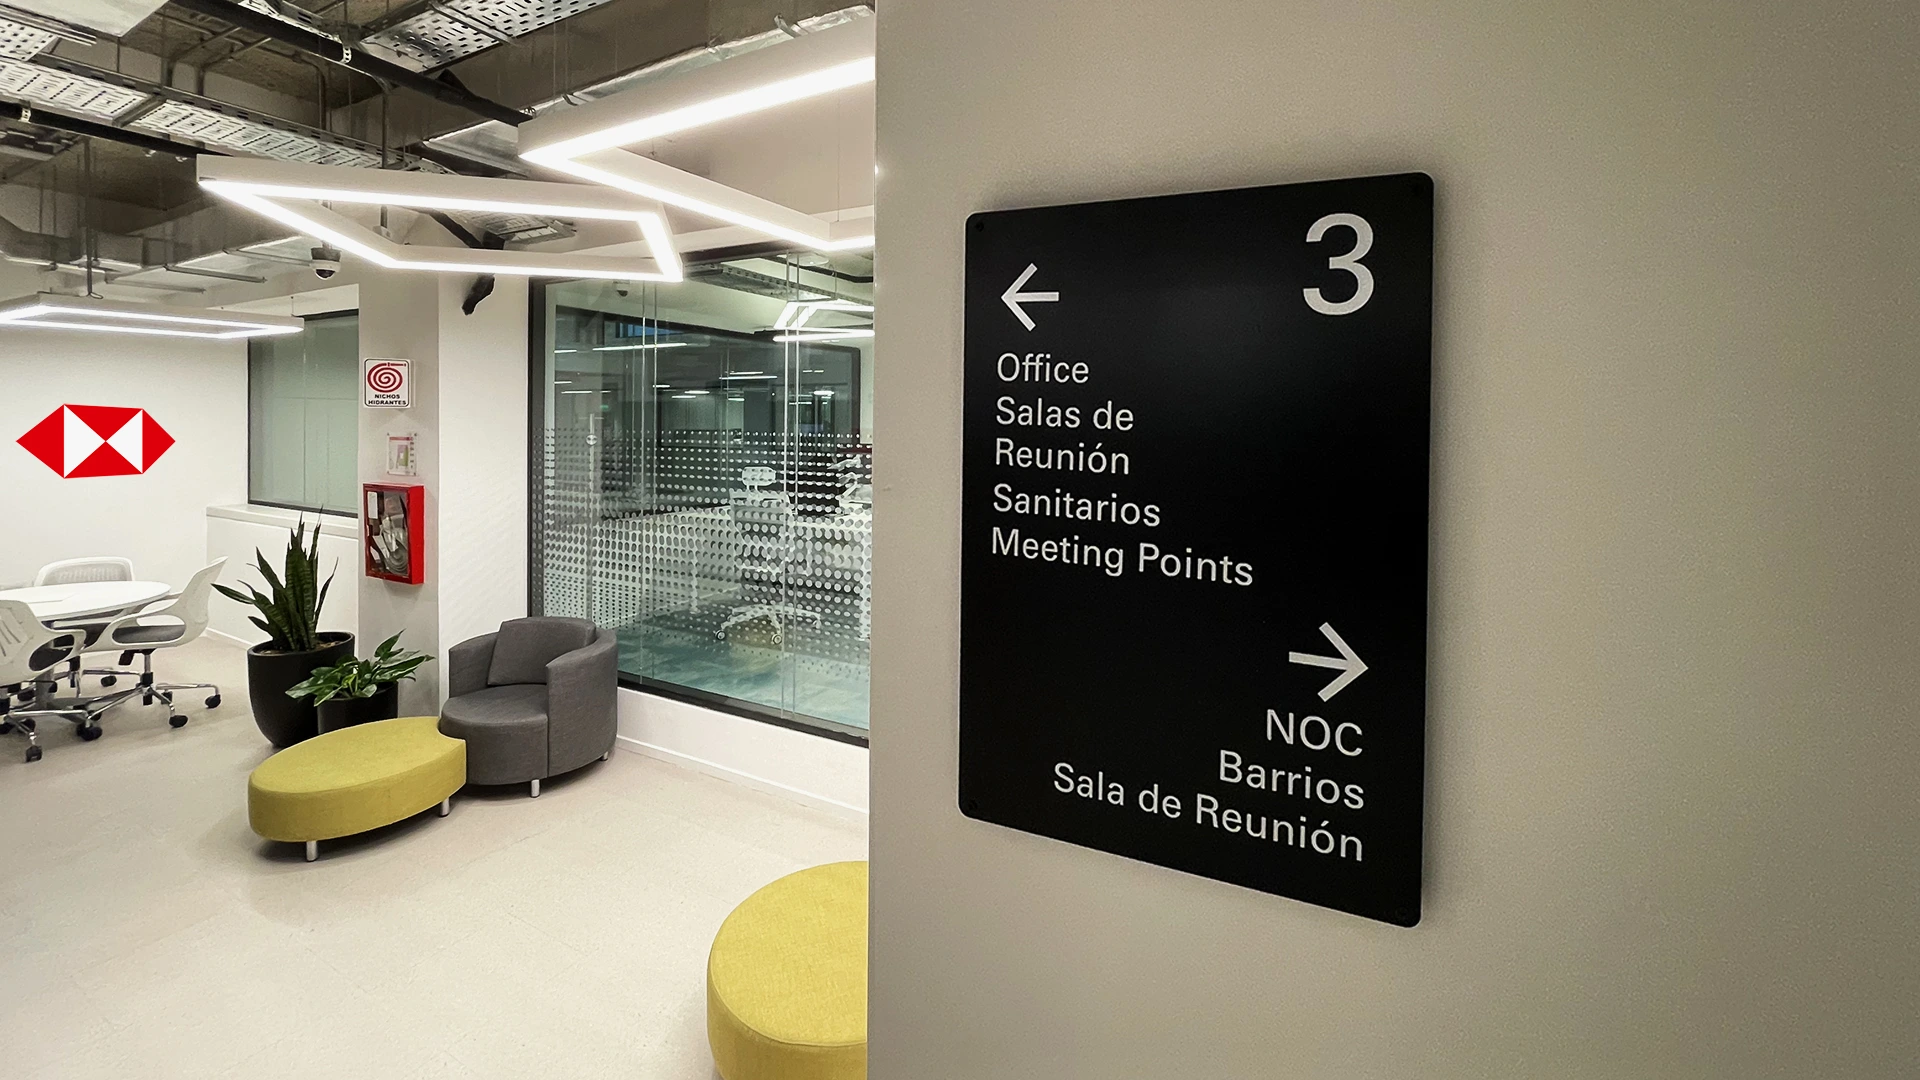 NICHOS
HIDRANTES
3
Office
Salas de
Reunión
Sanitarios
Meeting Points
NOC
Barrios
Sala de Reunión